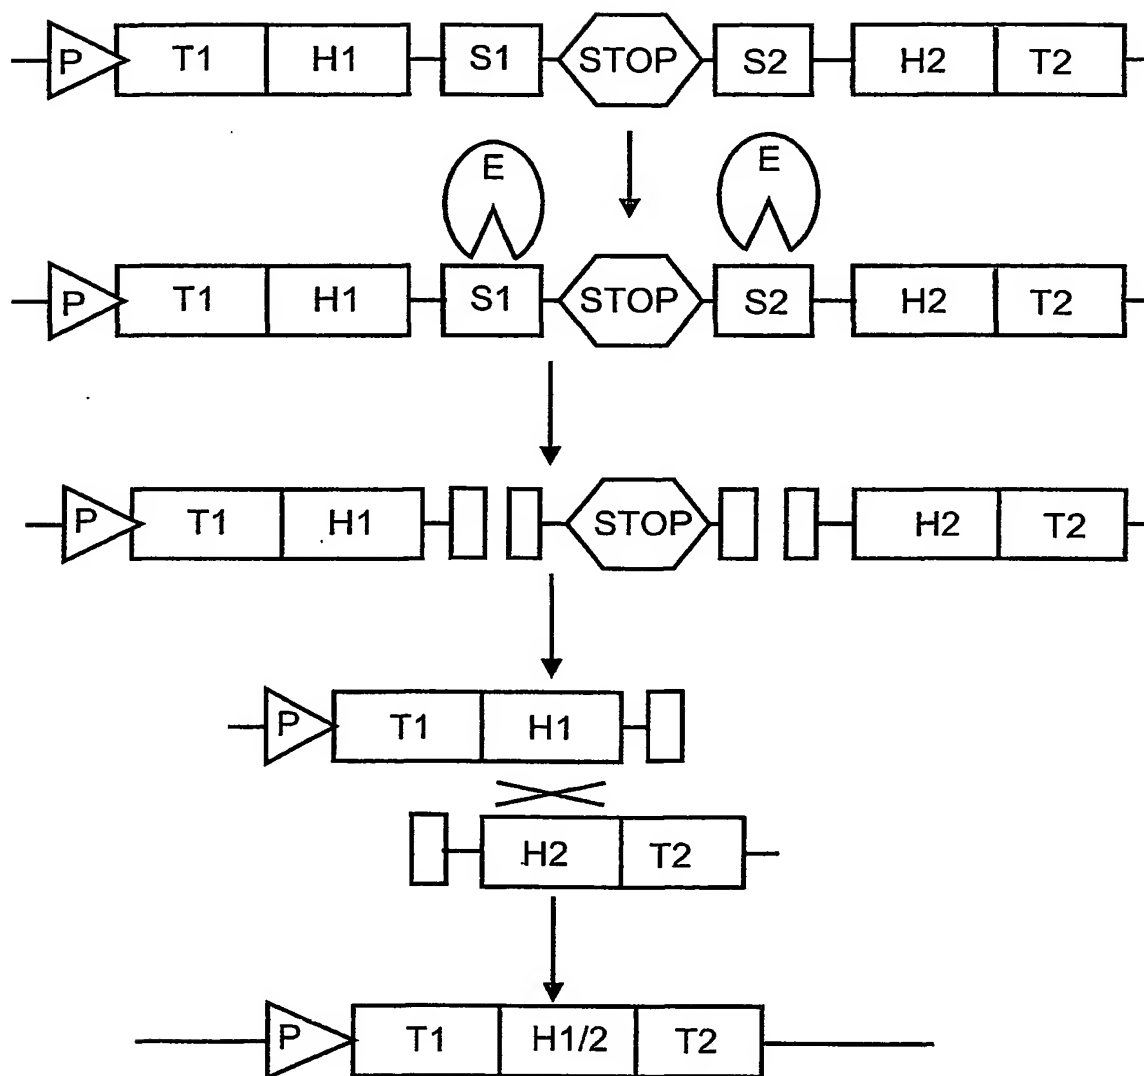 P T1 H1 S1 STOP S2 H2 T2
E E
P T1 H1 S1 STOP S2 H2 T2
P T1 H1 STOP H2 T2
P T1 H1
H2 T2
P T1 H1/2 T2